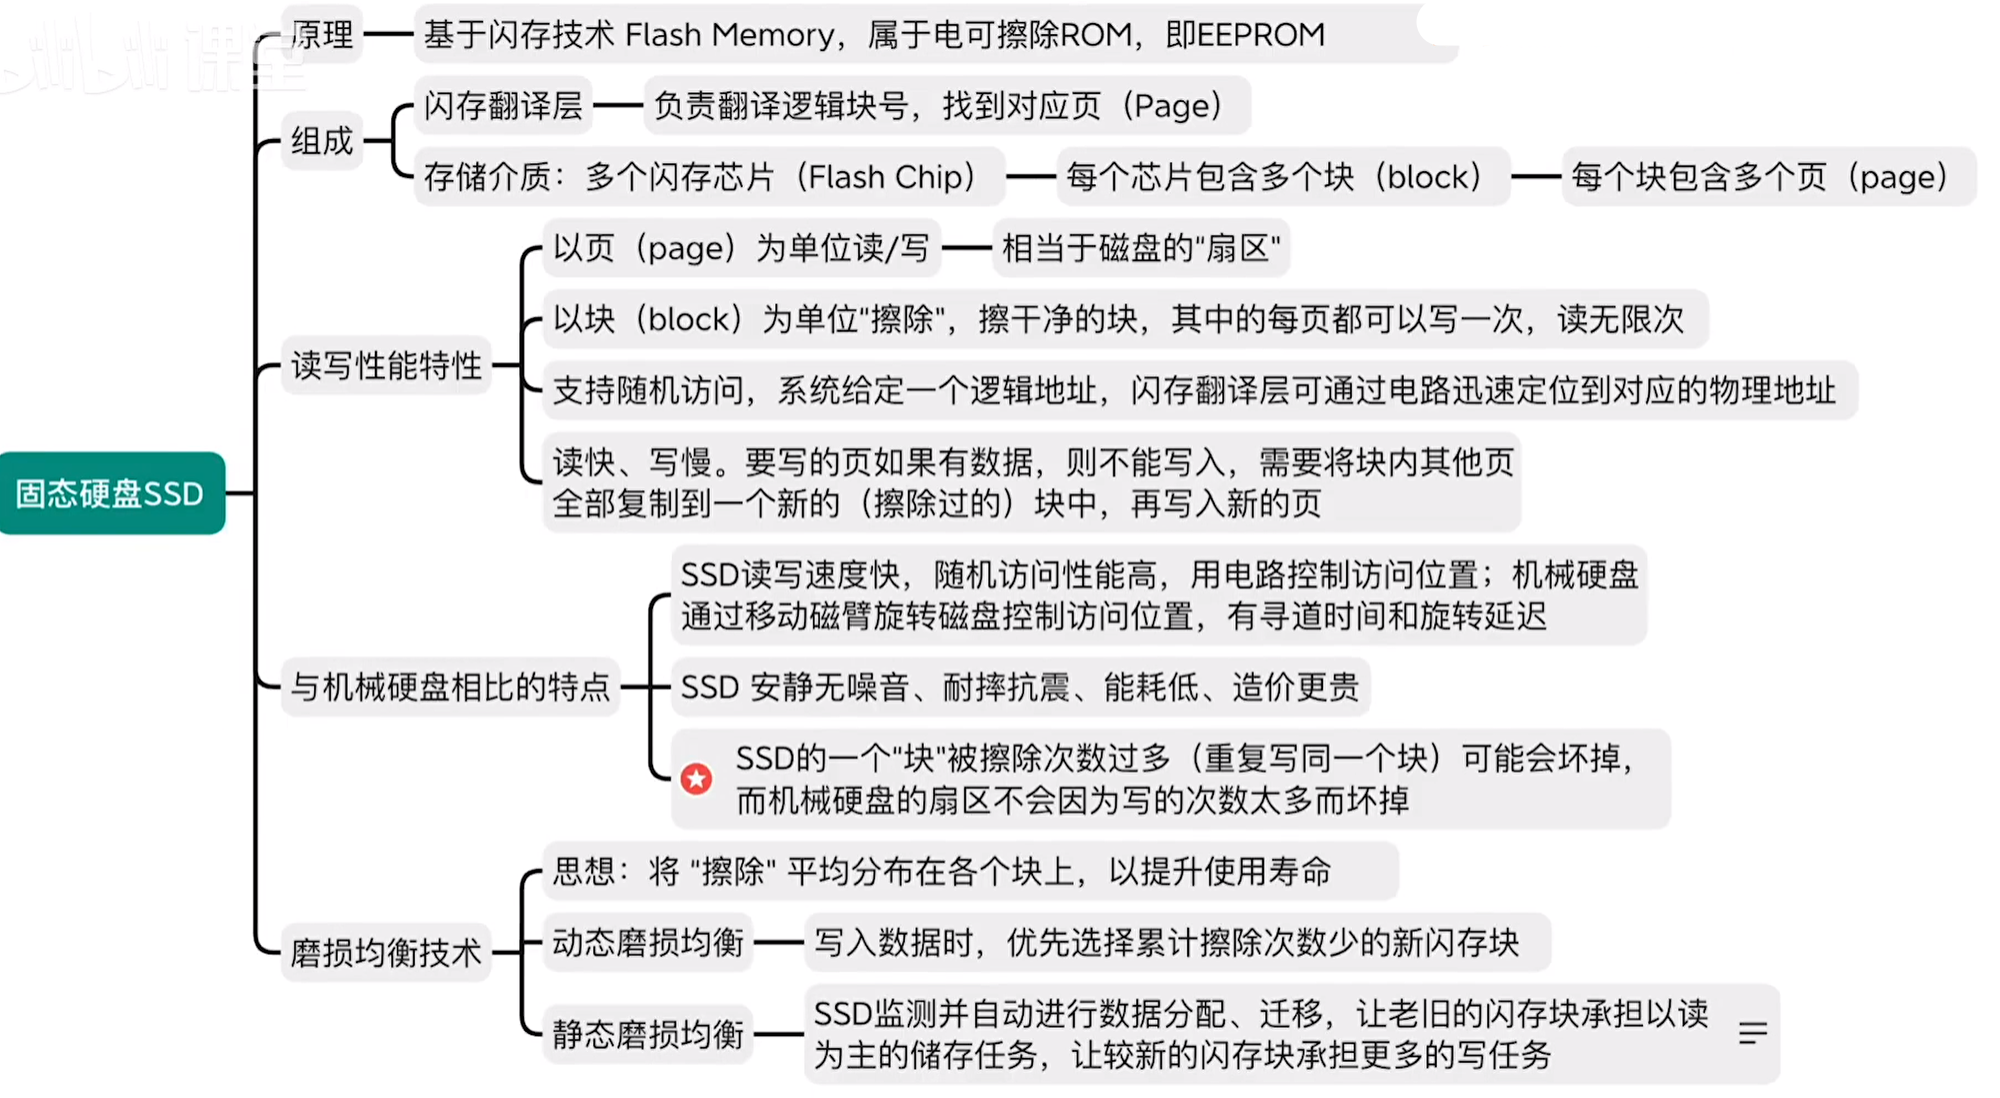 原理
基于闪存技术 Flash Memory，属于电可擦除ROM，即EEPROM
组成
闪存翻译层
负责翻译逻辑块号，找到对应页（Page）
存储介质：多个闪存芯片（Flash Chip）
每个芯片包含多个块（block）
每个块包含多个页（page）
固态硬盘SSD
读写性能特性
以页（page）为单位读/写
相当于磁盘的"扇区"
以块（block）为单位"擦除"，擦干净的块，其中的每页都可以写一次，读无限次
支持随机访问，系统给定一个逻辑地址，闪存翻译层可通过电路迅速定位到对应的物理地址
读快、写慢。要写的页如果有数据，则不能写入，需要将块内其他页
全部复制到一个新的（擦除过的）块中，再写入新的页
与机械硬盘相比的特点
SSD读写速度快，随机访问性能高，用电路控制访问位置；机械硬盘
通过移动磁臂旋转磁盘控制访问位置，有寻道时间和旋转延迟
SSD 安静无噪音、耐摔抗震、能耗低、造价更贵
SSD的一个"块"被擦除次数过多（重复写同一个块）可能会坏掉，
而机械硬盘的扇区不会因为写的次数太多而坏掉
磨损均衡技术
思想：将 "擦除" 平均分布在各个块上，以提升使用寿命
动态磨损均衡
写入数据时，优先选择累计擦除次数少的新闪存块
静态磨损均衡
SSD监测并自动进行数据分配、迁移，让老旧的闪存块承担以读
为主的储存任务，让较新的闪存块承担更多的写任务